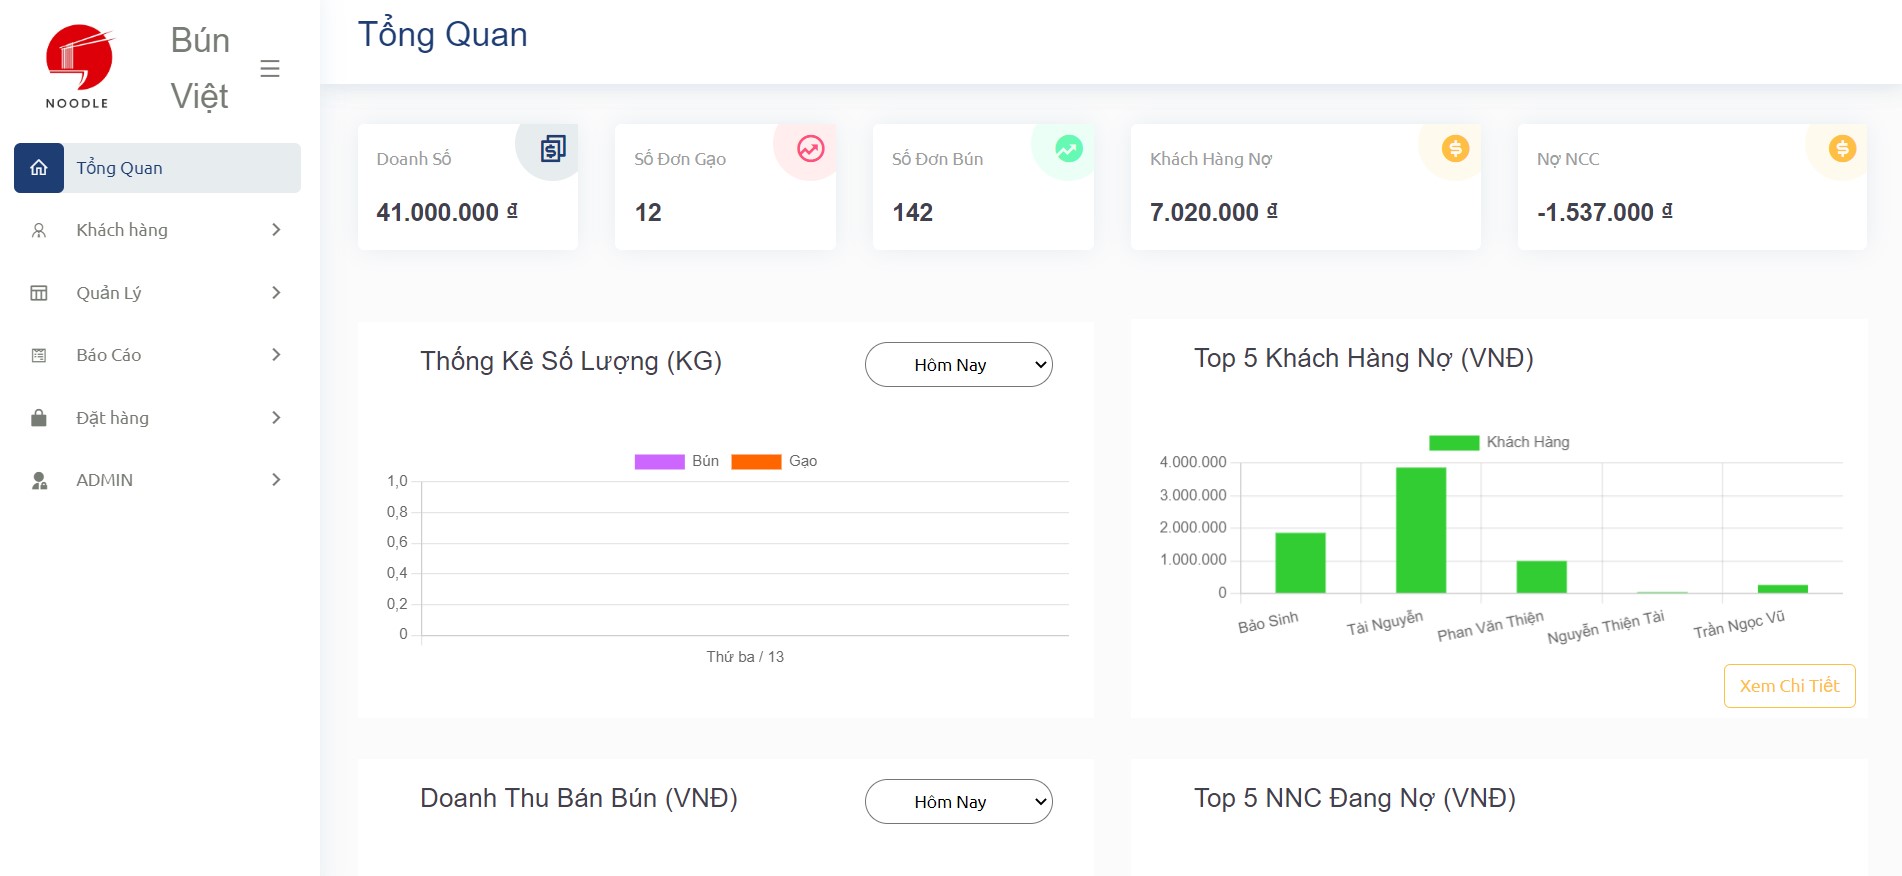 NOODLE
Bún
Việt
Tổng Quan
Khách hàng
Quản Lý
Báo Cáo
Đặt hàng
ADMIN
Tổng Quan
Doanh Số
41.000.000 ₫
Số Đơn Gạo
12
Số Đơn Bún
142
Khách Hàng Nợ
7.020.000 ₫
Nợ NCC
-1.537.000 ₫
Thống Kê Số Lượng (KG)
Hôm Nay
Bún Gạo
1,0
0,8
0,6
0,4
0,2
0
Thứ ba / 13
Top 5 Khách Hàng Nợ (VNĐ)
Khách Hàng
4.000.000
3.000.000
2.000.000
1.000.000
0
Bảo Sinh
Tài Nguyễn
Phan Văn Thiện
Nguyễn Thiện Tài
Trần Ngọc Vũ
Xem Chi Tiết
Doanh Thu Bán Bún (VNĐ)
Hôm Nay
Top 5 NNC Đang Nợ (VNĐ)